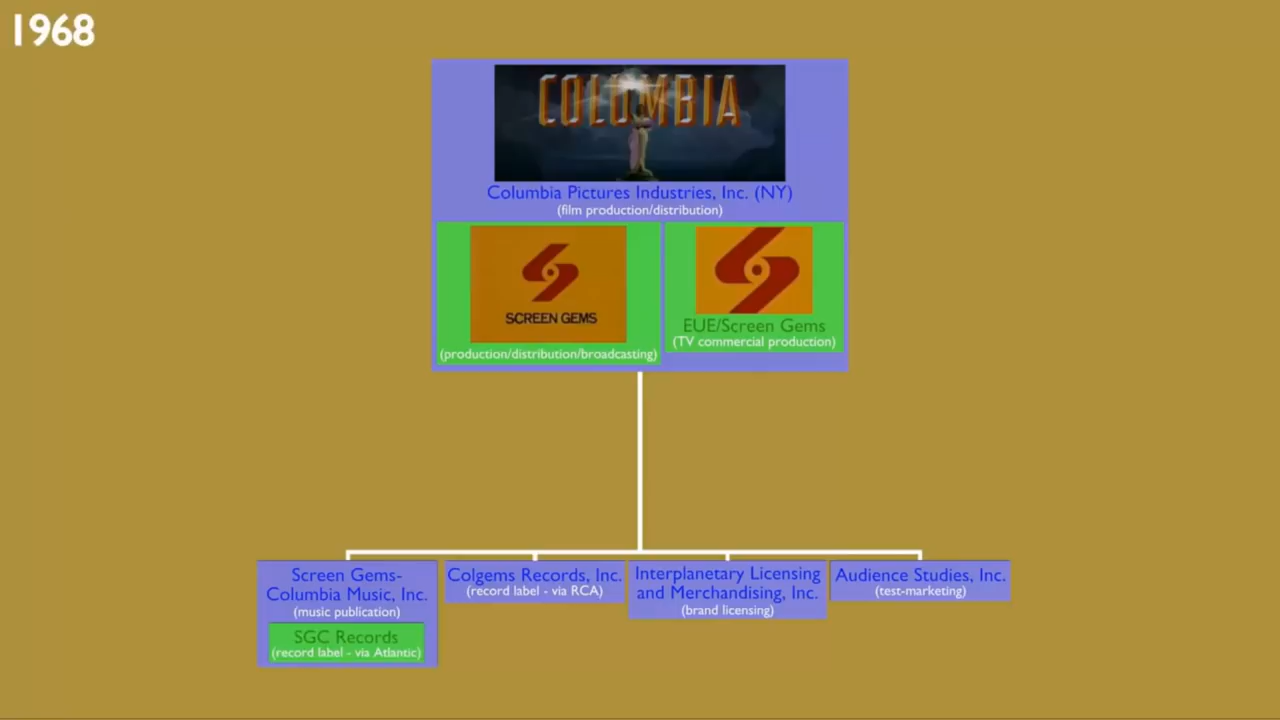 1968
COLUMBIA
Columbia Pictures Industries, Inc. (NY)
(film production/distribution)
SCREEN GEMS
(production/distribution/broadcasting)
EUE/Screen Gems
(TV commercial production)
Screen Gems-
Columbia Music, Inc.
(music publication)
SGC Records
(record label - via Atlantic)
Colgems Records, Inc.
(record label - via RCA)
Interplanetary Licensing
and Merchandising, Inc.
(brand licensing)
Audience Studies, Inc.
(test-marketing)